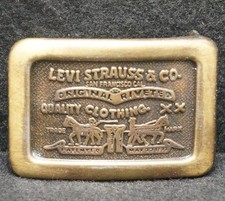 LEVI STRAUSS & CO.
SAN FRANCISCO CAL.
ORIGINAL RIVETED
QUALITY CLOTHING XX
TRADE MARK